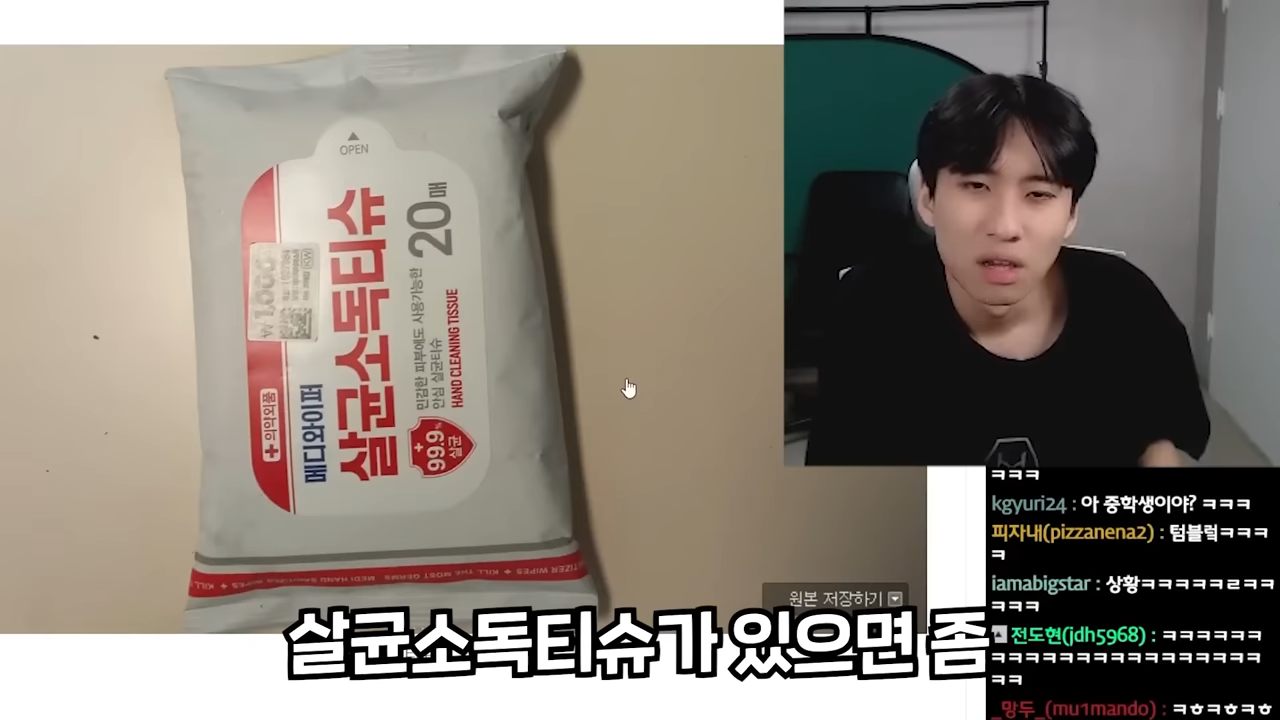 OPEN
+ 의약외품
메디와이퍼
살균소독티슈
민감한 피부에도 사용가능한
안심 살균티슈
20매
HAND CLEANING TISSUE
+
99.9%
살균
₩1,000
원본 저장하기
살균소독티슈가 있으면 좀
ㅋㅋㅋ
kgyuri24 : 아 중학생이야? ㅋㅋㅋ
피자내(pizzanena2) : 텀블럭ㅋㅋㅋ
ㅋ
iamabigstar : 상황ㅋㅋㅋㅋㅋㄹㅋㅋ
ㅋㅋㅋ
전도현(jdh5968) : ㅋㅋㅋㅋㅋㅋ
ㅋㅋㅋㅋㅋㅋㅋㅋㅋㅋㅋㅋㅋㅋㅋㅋ
ㅋㅋ
_망두_(mu1mando) : ㅋㅎㅋㅎㅋㅎ